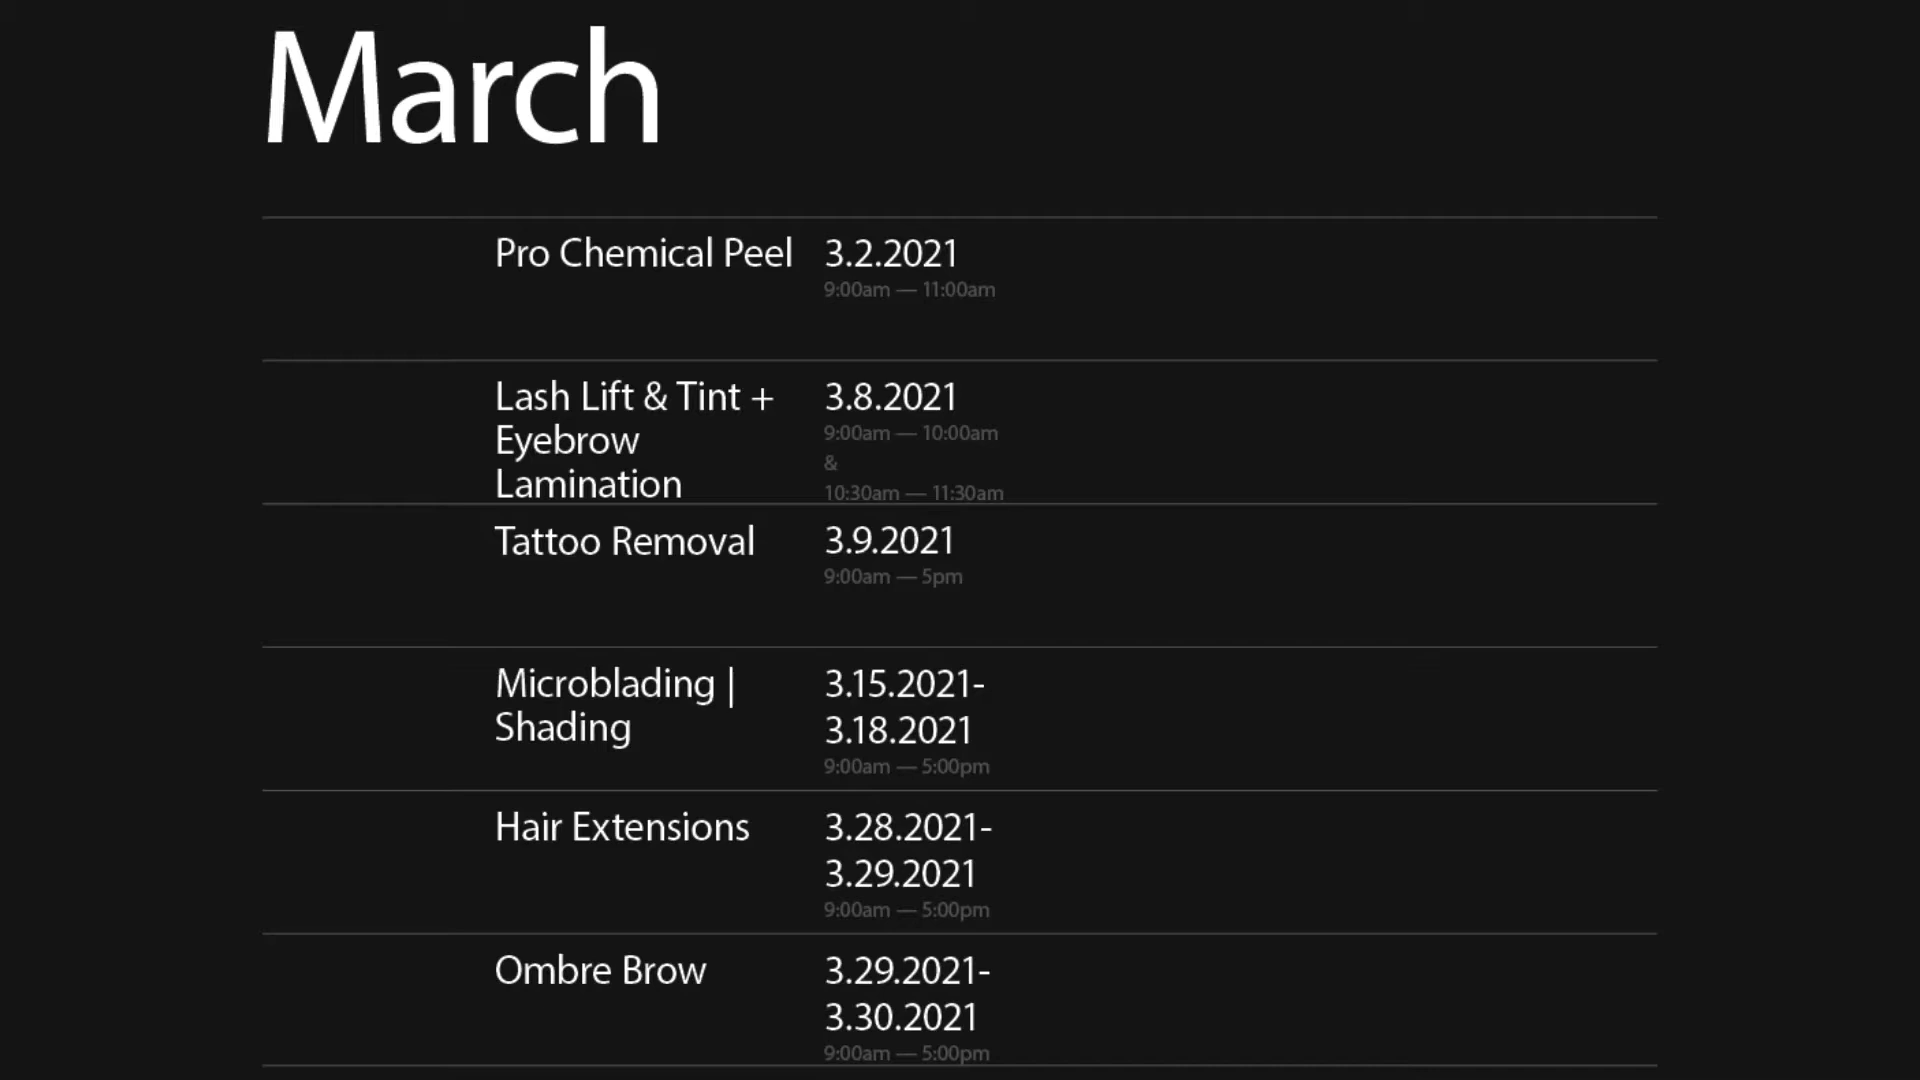 March
Pro Chemical Peel
3.2.2021
9:00am — 11:00am
Lash Lift & Tint +
Eyebrow
Lamination
3.8.2021
9:00am — 10:00am
&
10:30am — 11:30am
Tattoo Removal
3.9.2021
9:00am — 5pm
Microblading |
Shading
3.15.2021-
3.18.2021
9:00am — 5:00pm
Hair Extensions
3.28.2021-
3.29.2021
9:00am — 5:00pm
Ombre Brow
3.29.2021-
3.30.2021
9:00am — 5:00pm